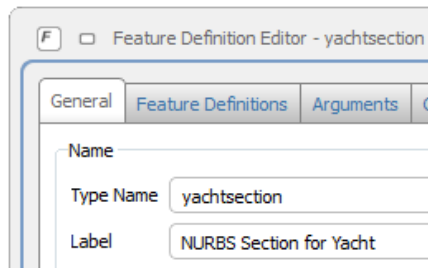 F Feature Definition Editor - yachtsection
General Feature Definitions Arguments
Name
Type Name yachtsection
Label NURBS Section for Yacht